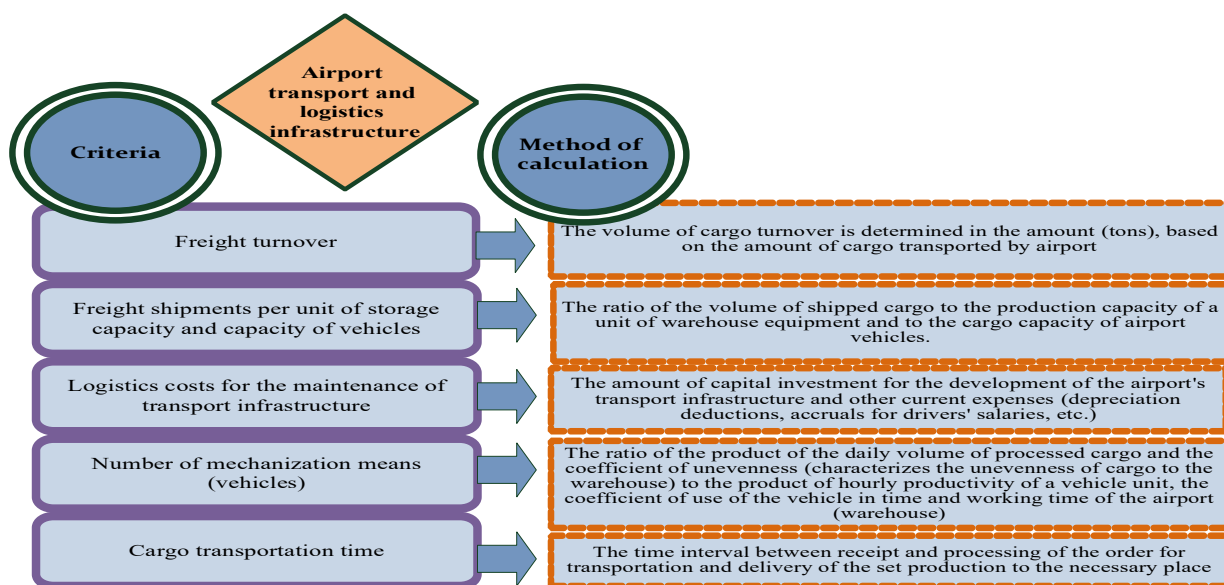 Airport
transport and
logistics
infrastructure
Criteria
Method of
calculation
Freight turnover
The volume of cargo turnover is determined in the amount (tons), based
on the amount of cargo transported by airport
Freight shipments per unit of storage
capacity and capacity of vehicles
The ratio of the volume of shipped cargo to the production capacity of a
unit of warehouse equipment and to the cargo capacity of airport
vehicles.
Logistics costs for the maintenance of
transport infrastructure
The amount of capital investment for the development of the airport's
transport infrastructure and other current expenses (depreciation
deductions, accruals for drivers' salaries, etc.)
Number of mechanization means
(vehicles)
The ratio of the product of the daily volume of processed cargo and the
coefficient of unevenness (characterizes the unevenness of cargo to the
warehouse) to the product of hourly productivity of a vehicle unit, the
coefficient of use of the vehicle in time and working time of the airport
(warehouse)
Cargo transportation time
The time interval between receipt and processing of the order for
transportation and delivery of the set production to the necessary place